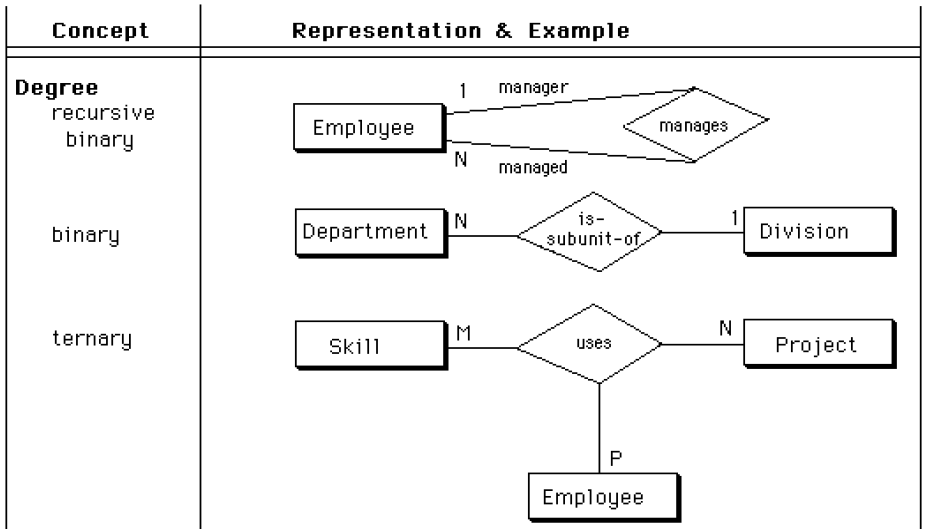 Concept
Representation & Example
Degree
recursive
binary
Employee
1
manager
manages
N
managed
binary
Department
N
is-
subunit-of
1
Division
ternary
Skill
M
uses
N
Project
P
Employee